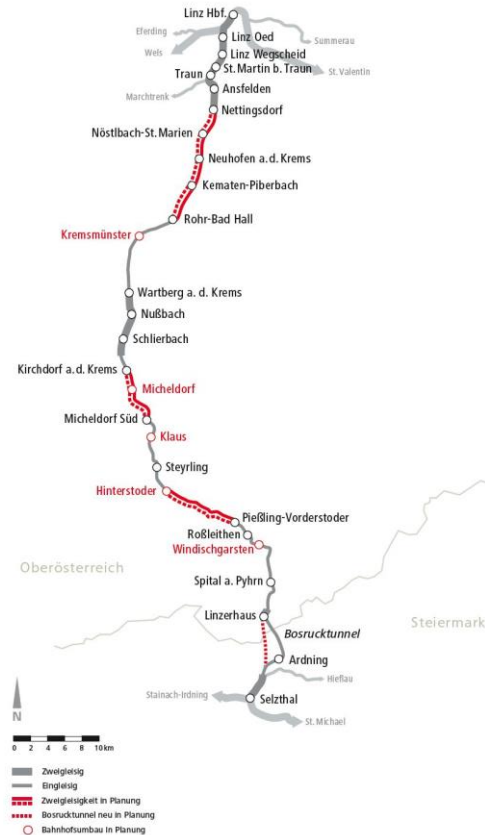 Linz Hbf.
Eferding
Linz Oed
Summerau
Wels
Linz Wegscheid
St. Martin b. Traun
St. Valentin
Traun
Marchtrenk
Ansfelden
Nettingsdorf
Nöstlbach-St. Marien
Neuhofen a.d. Krems
Kematen-Piberbach
Rohr-Bad Hall
Kremsmünster
Wartberg a. d. Krems
Nußbach
Schlierbach
Kirchdorf a.d. Krems
Micheldorf
Micheldorf Süd
Klaus
Steyrling
Hinterstoder
Pießling-Vorderstoder
Roßleithen
Windischgarsten
Oberösterreich
Spital a. Pyhrn
Linzerhaus
Steiermark
Bosrucktunnel
Ardning
Hieflau
Stainach-Irdning
Selzthal
St. Michael
N
0 2 4 6 8 10 km
Zweigleisig
Eingleisig
Zweigleisigkeit in Planung
Bosrucktunnel neu in Planung
Bahnhofsumbau in Planung